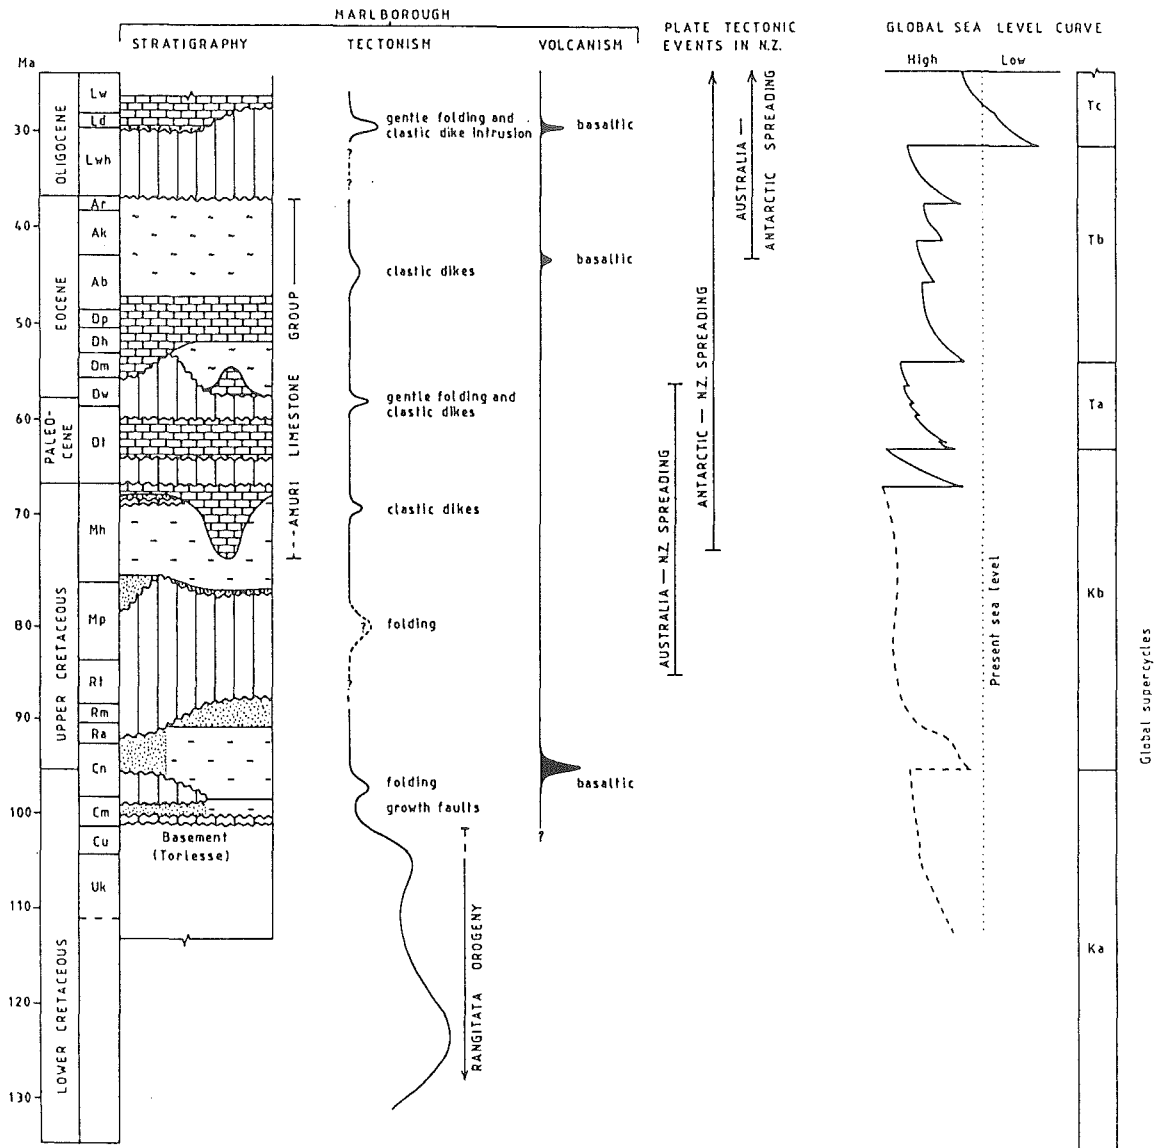 MARLBOROUGH
STRATIGRAPHY
TECTONISM
VOLCANISM
PLATE TECTONIC
EVENTS IN N.Z.
GLOBAL SEA LEVEL CURVE
High
Low
Ma
30
40
50
60
70
80
90
100
110
120
130
OLIGOCENE
EOCENE
PALEO-
CENE
UPPER CRETACEOUS
LOWER CRETACEOUS
Lw
Ld
Lwh
Ar
Ak
Ab
Dp
Dh
Dm
Dw
Dt
Mh
Mp
Rt
Rm
Ra
Cn
Cm
Cu
Uk
Basement
(Torlesse)
AMURI LIMESTONE GROUP
gentle folding and
clastic dike intrusion
?
?
clastic dikes
gentle folding and
clastic dikes
clastic dikes
?
folding
?
folding
growth faults
RANGITATA OROGENY
basaltic
basaltic
basaltic
?
AUSTRALIA — N.Z. SPREADING
ANTARCTIC — N.Z. SPREADING
AUSTRALIA —
ANTARCTIC SPREADING
Present sea level
Tc
Tb
Ta
Kb
Ka
Global supercycles